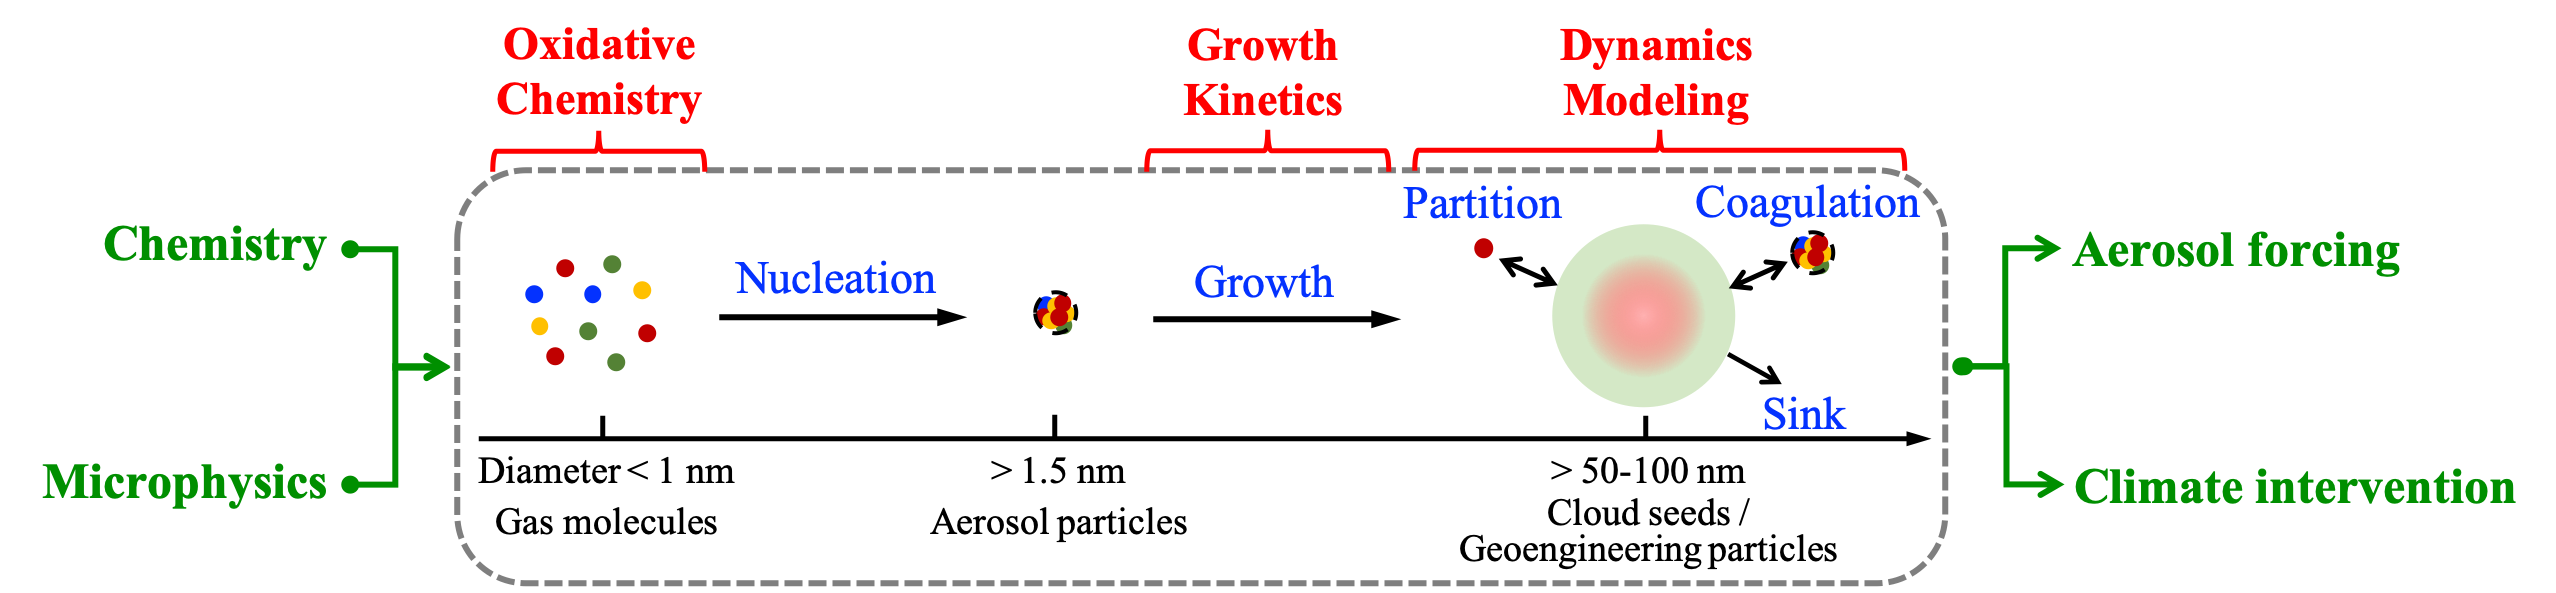 Oxidative
Chemistry
Growth
Kinetics
Dynamics
Modeling
Chemistry
Microphysics
Nucleation
Growth
Partition
Coagulation
Sink
Diameter < 1 nm
Gas molecules
> 1.5 nm
Aerosol particles
> 50-100 nm
Cloud seeds /
Geoengineering particles
Aerosol forcing
Climate intervention